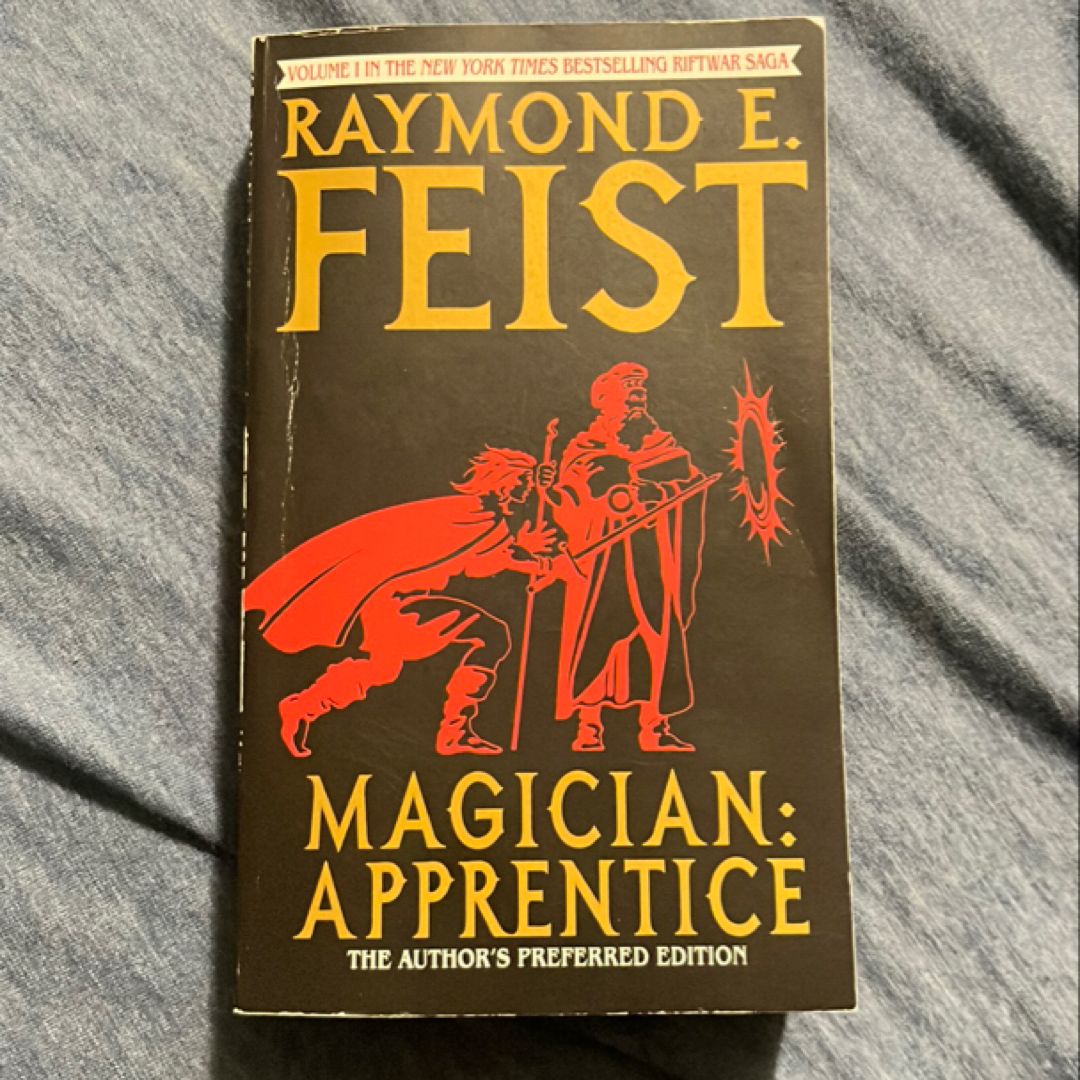 VOLUME I IN THE NEW YORK TIMES BESTSELLING RIFTWAR SAGA
RAYMOND E.
FEIST
MAGICIAN:
APPRENTICE
THE AUTHOR'S PREFERRED EDITION